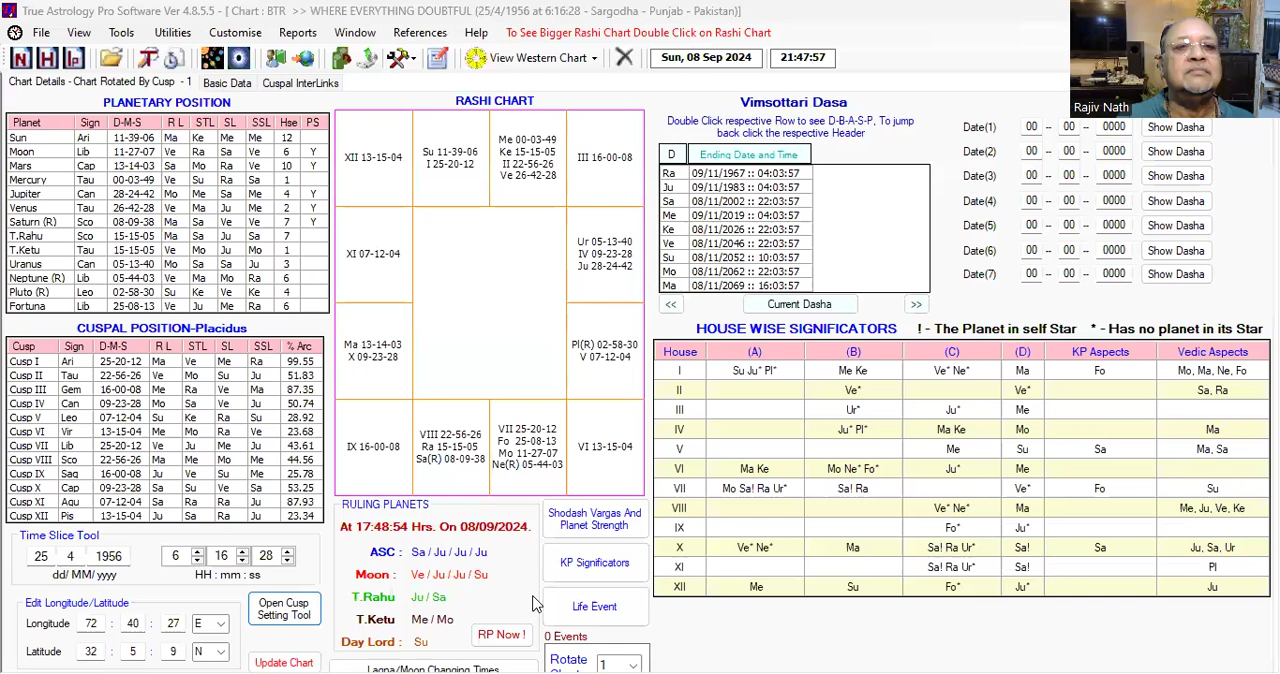 True Astrology Pro Software Ver 4.8.5.5 - [ Chart : BTR >> WHERE EVERYTHING DOUBTFUL (25/4/1956 at 6:16:28 - Sargodha - Punjab - Pakistan)]
File View Tools Utilities Customise Reports Window References Help To See Bigger Rashi Chart Double Click on Rashi Chart
N H Ip View Western Chart Sun, 08 Sep 2024 21:47:57
Chart Details - Chart Rotated By Cusp - 1 Basic Data Cuspal InterLinks
Rajiv Nath
PLANETARY POSITION
Planet Sign D-M-S R L STL SL SSL Hse PS
Sun Ari 11-39-06 Ma Ke Me Me 12
Moon Lib 11-27-07 Ve Ra Sa Ve 6 Y
Mars Cap 13-14-03 Sa Mo Ra Me 10 Y
Mercury Tau 00-03-49 Ve Su Ra Sa 1
Jupiter Can 28-24-42 Mo Me Sa Me 4 Y
Venus Tau 26-42-28 Ve Ma Ju Me 2 Y
Saturn (R) Sco 08-09-38 Ma Sa Ve Ve 7 Y
T.Rahu Sco 15-15-05 Ma Sa Ju Sa 7
T.Ketu Tau 15-15-05 Ve Mo Ju Me 1
Uranus Can 05-13-40 Mo Sa Sa Ju 3
Neptune (R) Lib 05-44-03 Ve Ma Mo Ra 6
Pluto (R) Leo 02-58-30 Su Ke Ve Ke 4
Fortuna Lib 25-08-13 Ve Ju Me Ra 6
CUSPAL POSITION-Placidus
Cusp Sign D-M-S R L STL SL SSL % Arc
Cusp I Ari 25-20-12 Ma Ve Me Ra 99.55
Cusp II Tau 22-56-26 Ve Mo Su Ju 51.83
Cusp III Gem 16-00-08 Me Ra Ve Ma 87.35
Cusp IV Can 09-23-28 Mo Sa Ve Mo 50.74
Cusp V Leo 07-12-04 Su Ke Ra Su 28.92
Cusp VI Vir 13-15-04 Me Mo Ra Ve 23.68
Cusp VII Lib 25-20-12 Ve Ju Me Ju 43.61
Cusp VIII Sco 22-56-26 Ma Me Mo Me 44.56
Cusp IX Sag 16-00-08 Ju Ve Su Me 25.78
Cusp X Cap 09-23-28 Sa Su Ve Sa 53.25
Cusp XI Aqu 07-12-04 Sa Ra Ra Ju 87.93
Cusp XII Pis 13-15-04 Ju Sa Ra Ju 23.34
Time Slice Tool
25 4 1956 6 16 28
dd/ MM/ yyyy HH : mm : ss
Edit Longitude/Latitude
Longitude 72 : 40 : 27 E
Latitude 32 : 5 : 9 N
Open Cusp
Setting Tool
Update Chart
RASHI CHART
XII 13-15-04
Su 11-39-06
I 25-20-12
Me 00-03-49
Ke 15-15-05
II 22-56-26
Ve 26-42-28
III 16-00-08
XI 07-12-04
Ur 05-13-40
IV 09-23-28
Ju 28-24-42
Ma 13-14-03
X 09-23-28
Pl(R) 02-58-30
V 07-12-04
IX 16-00-08
VIII 22-56-26
Ra 15-15-05
Sa(R) 08-09-38
VII 25-20-12
Fo 25-08-13
Mo 11-27-07
Ne(R) 05-44-03
VI 13-15-04
RULING PLANETS
At 17:48:54 Hrs. On 08/09/2024.
ASC : Sa / Ju / Ju / Ju
Moon : Ve / Ju / Ju / Su
T.Rahu Ju / Sa
T.Ketu Me / Mo
Day Lord : Su
RP Now !
Lagna/Moon Changing Times
Shodash Vargas And
Planet Strength
KP Significators
Life Event
0 Events
Rotate 1
Vimsottari Dasa
Double Click respective Row to see D-B-A-S-P, To jump
back click the respective Header
D Ending Date and Time
Ra 09/11/1967 :: 04:03:57
Ju 09/11/1983 :: 04:03:57
Sa 08/11/2002 :: 22:03:57
Me 09/11/2019 :: 04:03:57
Ke 08/11/2026 :: 22:03:57
Ve 08/11/2046 :: 22:03:57
Su 08/11/2052 :: 10:03:57
Mo 08/11/2062 :: 22:03:57
Ma 08/11/2069 :: 16:03:57
<< Current Dasha >>
Date(1) 00 -- 00 -- 0000 Show Dasha
Date(2) 00 -- 00 -- 0000 Show Dasha
Date(3) 00 -- 00 -- 0000 Show Dasha
Date(4) 00 -- 00 -- 0000 Show Dasha
Date(5) 00 -- 00 -- 0000 Show Dasha
Date(6) 00 -- 00 -- 0000 Show Dasha
Date(7) 00 -- 00 -- 0000 Show Dasha
HOUSE WISE SIGNIFICATORS ! - The Planet in self Star * - Has no planet in its Star
House (A) (B) (C) (D) KP Aspects Vedic Aspects
I Su Ju* Pl* Me Ke Ve* Ne* Ma Fo Mo, Ma, Ne, Fo
II Ve* Ve* Sa, Ra
III Ur* Ju* Me
IV Ju* Pl* Ma Ke Mo Ma
V Me Su Sa Ma, Sa
VI Ma Ke Mo Ne* Fo* Ju* Me
VII Mo Sa! Ra Ur* Sa! Ra Ve* Fo Su
VIII Ve* Ne* Ma Me, Ju, Ve, Ke
IX Fo* Ju*
X Ve* Ne* Ma Sa! Ra Ur* Sa! Sa Ju, Sa, Ur
XI Sa! Ra Ur* Sa! Pl
XII Me Su Fo* Ju* Ju